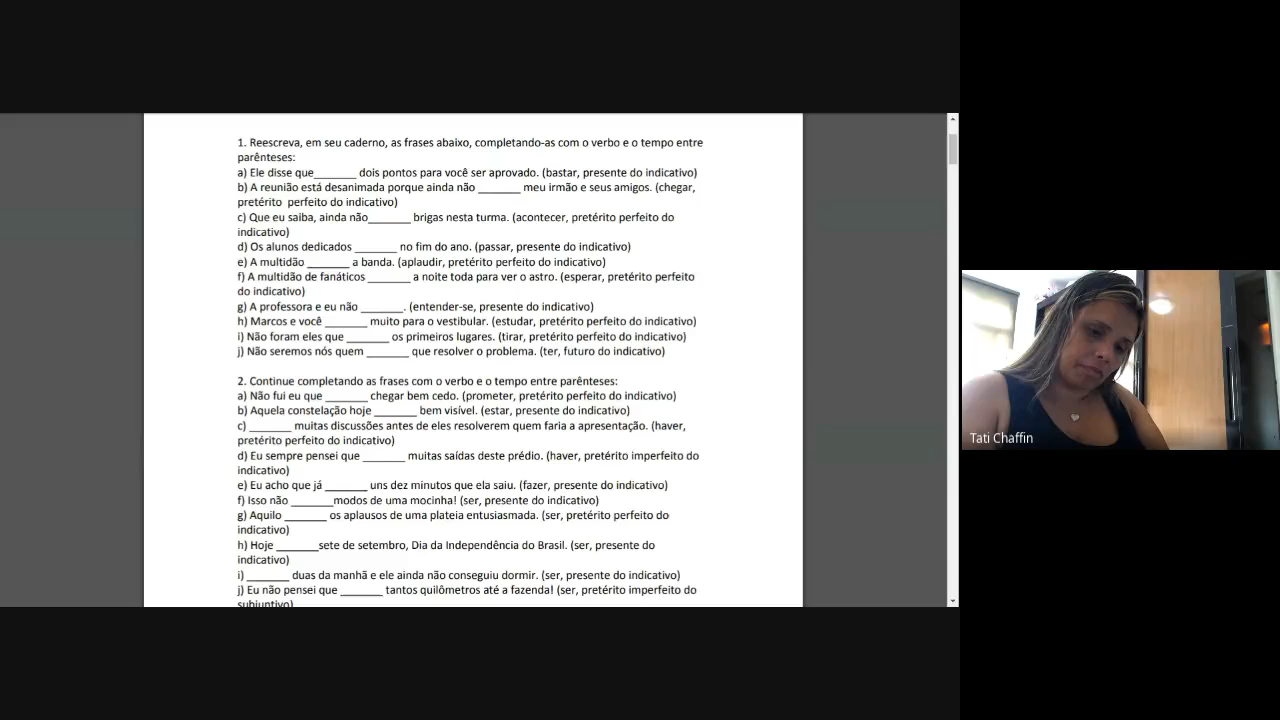 1. Reescreva, em seu caderno, as frases abaixo, completando-as com o verbo e o tempo entre
parênteses:
a) Ele disse que_______ dois pontos para você ser aprovado. (bastar, presente do indicativo)
b) A reunião está desanimada porque ainda não _______ meu irmão e seus amigos. (chegar,
pretérito perfeito do indicativo)
c) Que eu saiba, ainda não_______ brigas nesta turma. (acontecer, pretérito perfeito do
indicativo)
d) Os alunos dedicados _______ no fim do ano. (passar, presente do indicativo)
e) A multidão _______ a banda. (aplaudir, pretérito perfeito do indicativo)
f) A multidão de fanáticos _______ a noite toda para ver o astro. (esperar, pretérito perfeito
do indicativo)
g) A professora e eu não _______. (entender-se, presente do indicativo)
h) Marcos e você _______ muito para o vestibular. (estudar, pretérito perfeito do indicativo)
i) Não foram eles que _______ os primeiros lugares. (tirar, pretérito perfeito do indicativo)
j) Não seremos nós quem _______ que resolver o problema. (ter, futuro do indicativo)
2. Continue completando as frases com o verbo e o tempo entre parênteses:
a) Não fui eu que _______ chegar bem cedo. (prometer, pretérito perfeito do indicativo)
b) Aquela constelação hoje _______ bem visível. (estar, presente do indicativo)
c) _______ muitas discussões antes de eles resolverem quem faria a apresentação. (haver,
pretérito perfeito do indicativo)
d) Eu sempre pensei que _______ muitas saídas deste prédio. (haver, pretérito imperfeito do
indicativo)
e) Eu acho que já _______ uns dez minutos que ela saiu. (fazer, presente do indicativo)
f) Isso não _______modos de uma mocinha! (ser, presente do indicativo)
g) Aquilo _______ os aplausos de uma plateia entusiasmada. (ser, pretérito perfeito do
indicativo)
h) Hoje _______sete de setembro, Dia da Independência do Brasil. (ser, presente do
indicativo)
i) _______ duas da manhã e ele ainda não conseguiu dormir. (ser, presente do indicativo)
j) Eu não pensei que _______ tantos quilômetros até a fazenda! (ser, pretérito imperfeito do
subjuntivo)
Tati Chaffin